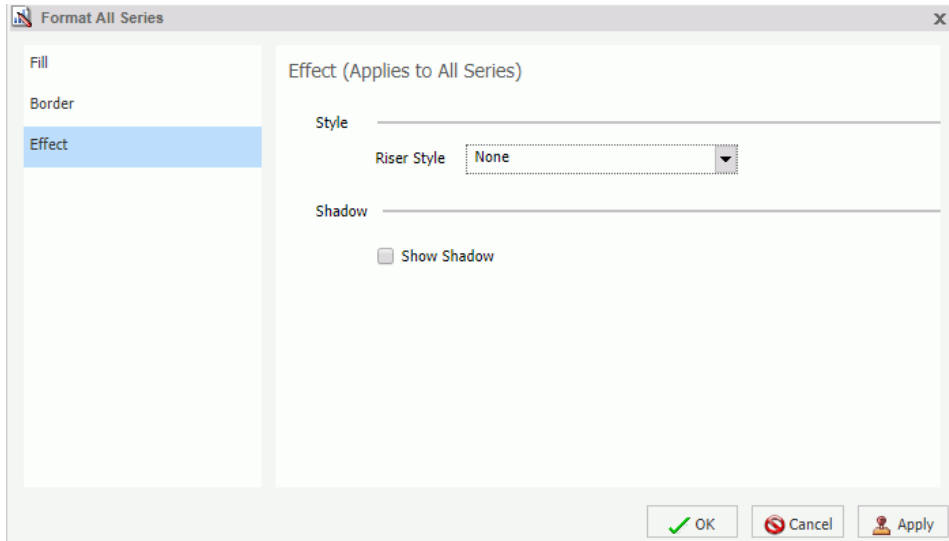 Format All Series
x
Fill
Border
Effect
Effect (Applies to All Series)
Style
Riser Style None
Shadow
Show Shadow
OK Cancel Apply